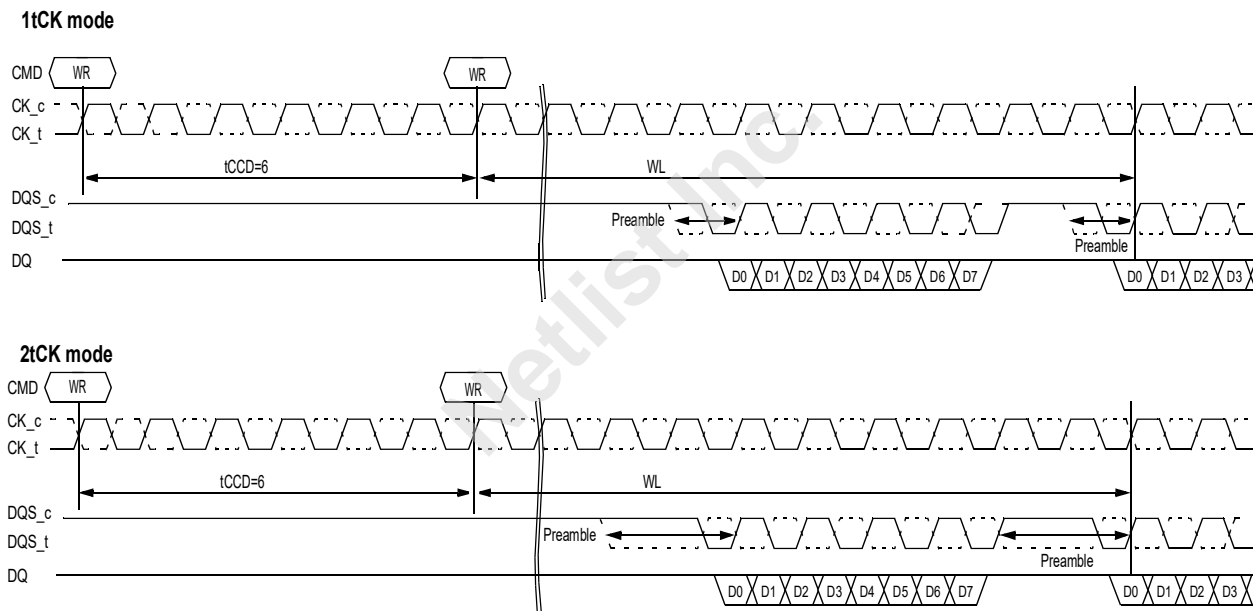 1tCK mode
CMD WR WR
CK_c
CK_t
tCCD=6 WL
DQS_c
Preamble
DQS_t
Preamble
DQ
D0 D1 D2 D3 D4 D5 D6 D7 D0 D1 D2 D3
Netlist Inc.
2tCK mode
CMD WR WR
CK_c
CK_t
tCCD=6 WL
DQS_c
Preamble
DQS_t
Preamble
DQ
D0 D1 D2 D3 D4 D5 D6 D7 D0 D1 D2 D3